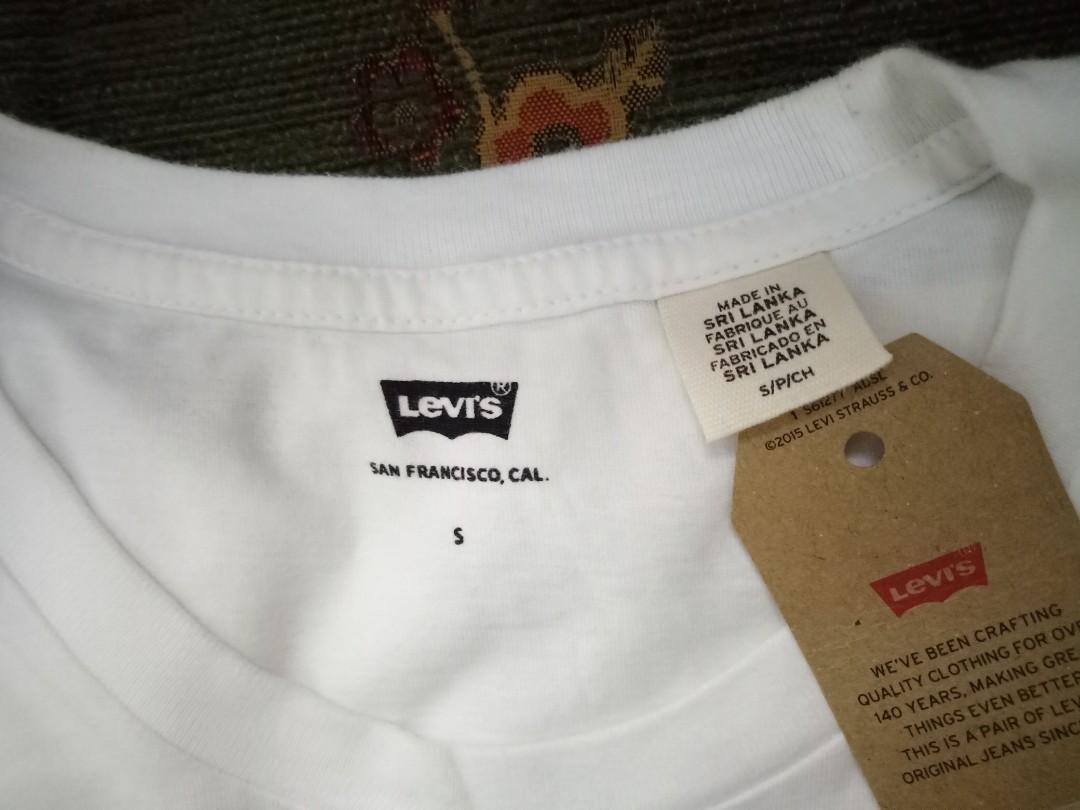 LEVI'S®
SAN FRANCISCO, CAL.
S
MADE IN
SRI LANKA
FABRIQUE AU
SRI LANKA
FABRICADO EN
SRI LANKA
S/P/CH
©2015 LEVI STRAUSS & CO.
LEVI'S
WE'VE BEEN CRAFTING
QUALITY CLOTHING FOR
140 YEARS, MAKING
THINGS EVEN BETTER
THIS IS A PAIR OF
ORIGINAL JEANS